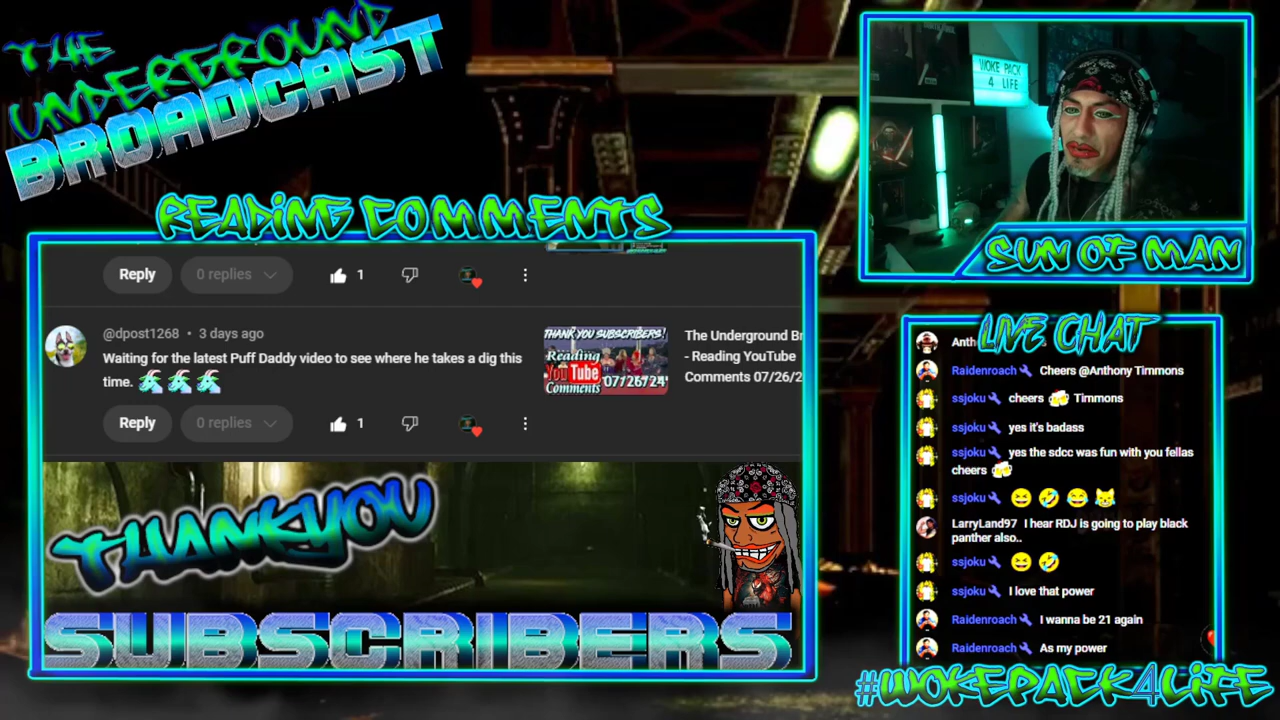 THE
UNDERGROUND
BROADCAST
WOKE PACK
4 LIFE
SUN OF MAN
READING COMMENTS
Reply 0 replies 1
@dpost1268 • 3 days ago
Waiting for the latest Puff Daddy video to see where he takes a dig this
time.
THANK YOU SUBSCRIBERS!
Reading
YouTube
Comments 07/26/24
The Underground Br
- Reading YouTube
Comments 07/26/2
Reply 0 replies 1
THANKYOU
SUBSCRIBERS
LIVE CHAT
Anth
Raidenroach Cheers @Anthony Timmons
ssjoku cheers Timmons
ssjoku yes it's badass
ssjoku yes the sdcc was fun with you fellas
cheers
ssjoku
LarryLand97 I hear RDJ is going to play black
panther also..
ssjoku
ssjoku I love that power
Raidenroach I wanna be 21 again
Raidenroach As my power
#WOKEPACK4LIFE